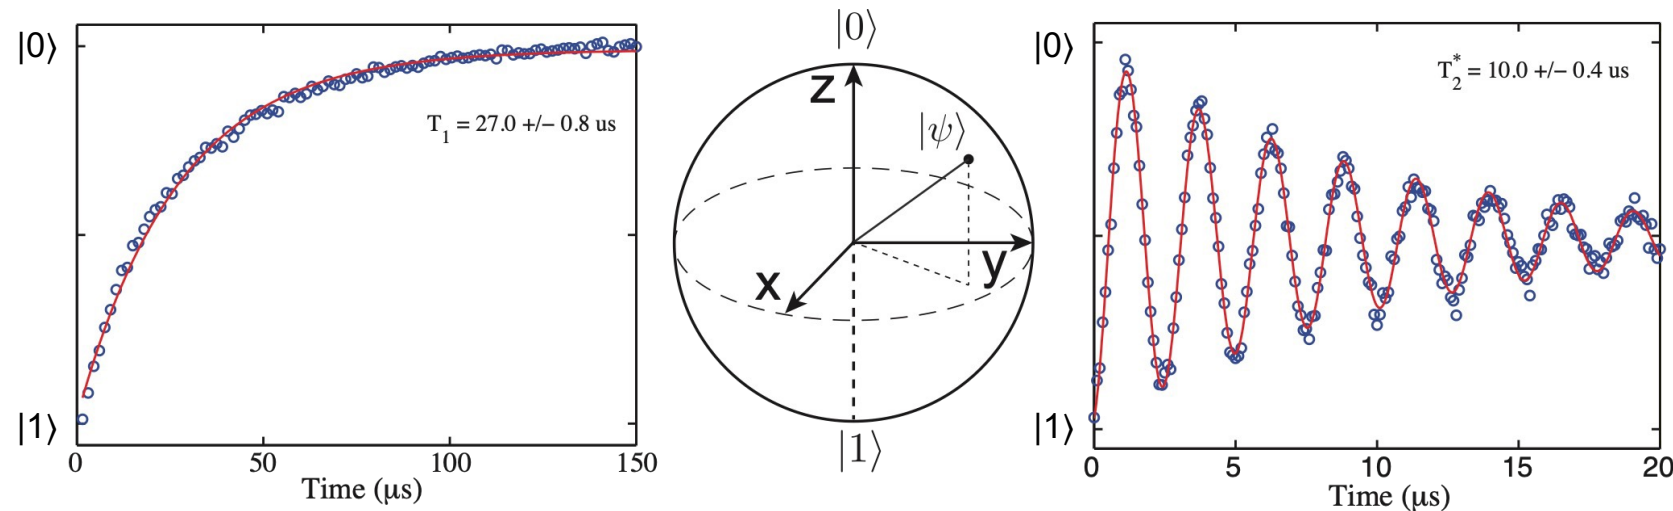 |0⟩
|1⟩
T₁ = 27.0 +/− 0.8 us
0 50 100 150
Time (μs)
|0⟩
z
|ψ⟩
y
x
|1⟩
|0⟩
|1⟩
T₂* = 10.0 +/− 0.4 us
0 5 10 15 20
Time (μs)